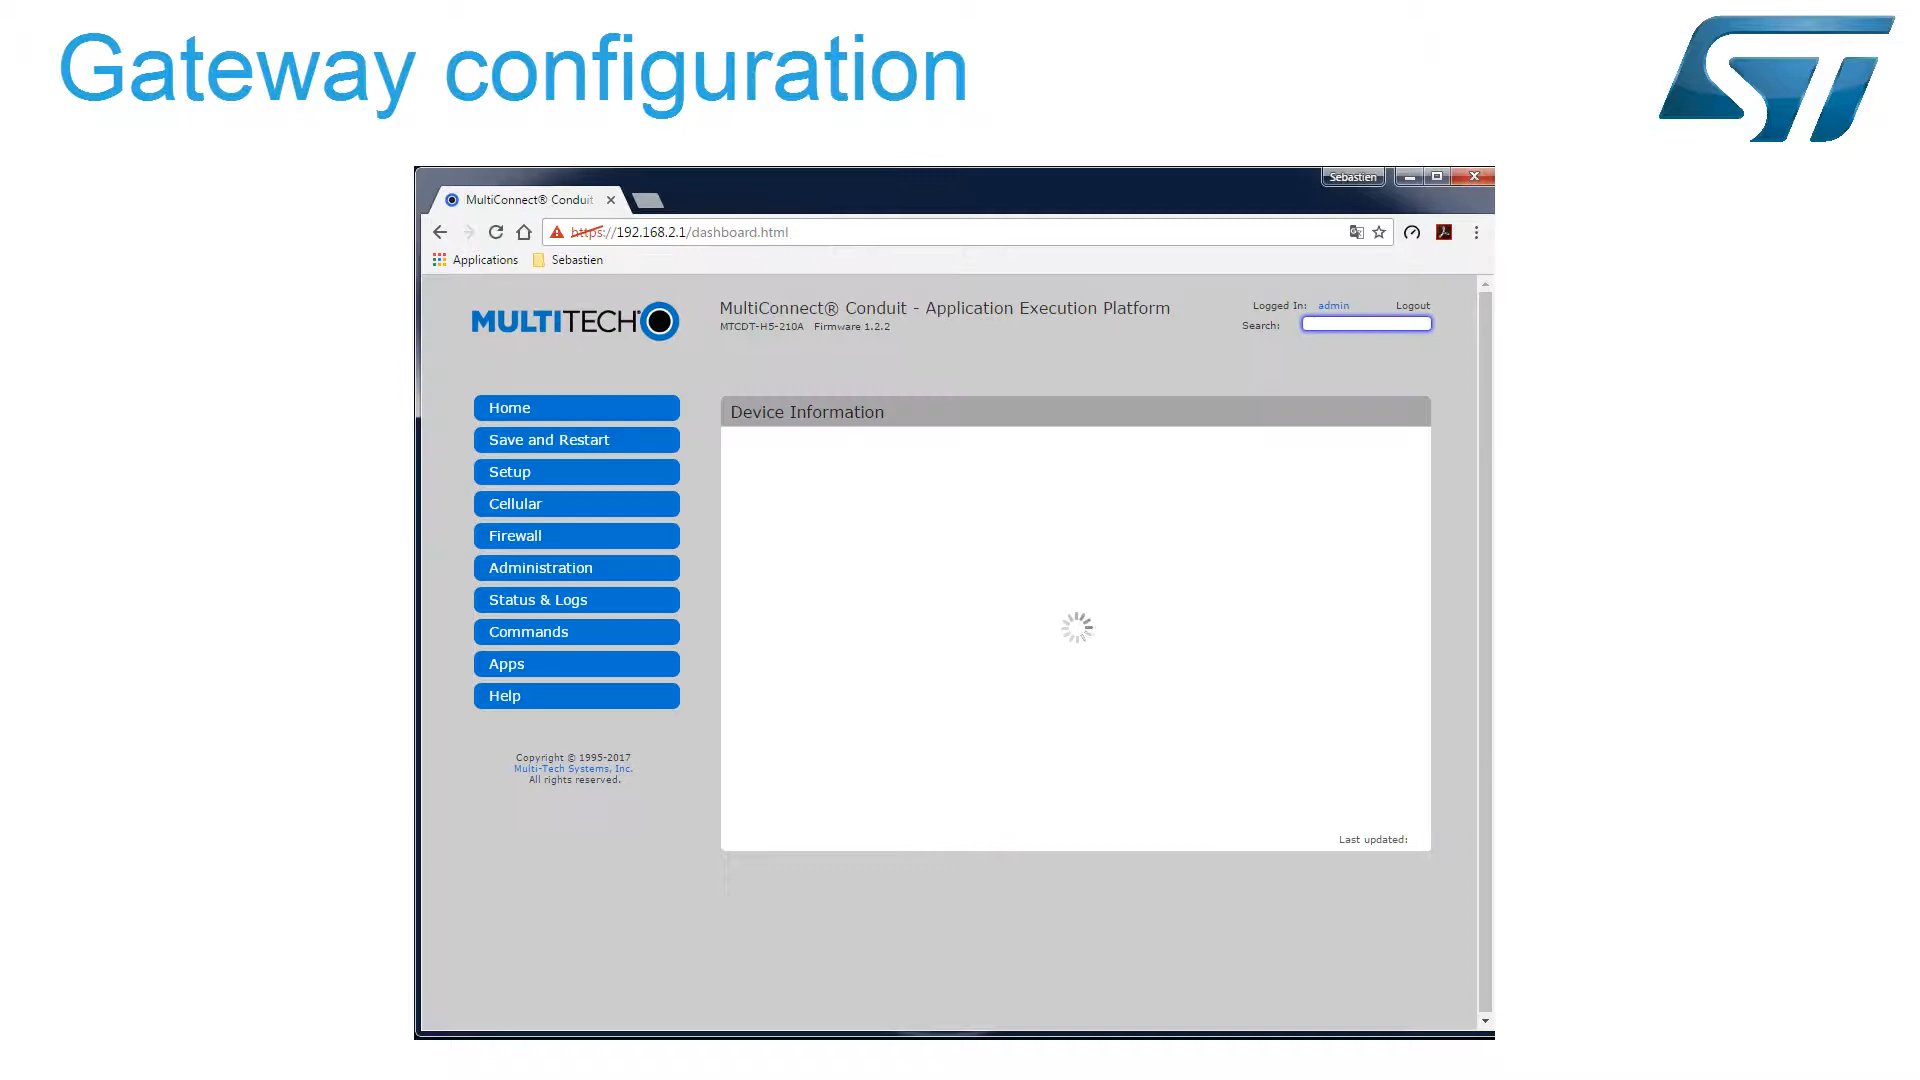 Gateway configuration
ST
Sebastien
MultiConnect® Conduit
https://192.168.2.1/dashboard.html
Applications
Sebastien
MULTITECH
MultiConnect® Conduit - Application Execution Platform
MTCDT-H5-210A Firmware 1.2.2
Logged In: admin Logout
Search:
Home
Save and Restart
Setup
Cellular
Firewall
Administration
Status & Logs
Commands
Apps
Help
Copyright © 1995-2017
Multi-Tech Systems, Inc.
All rights reserved.
Device Information
Last updated: